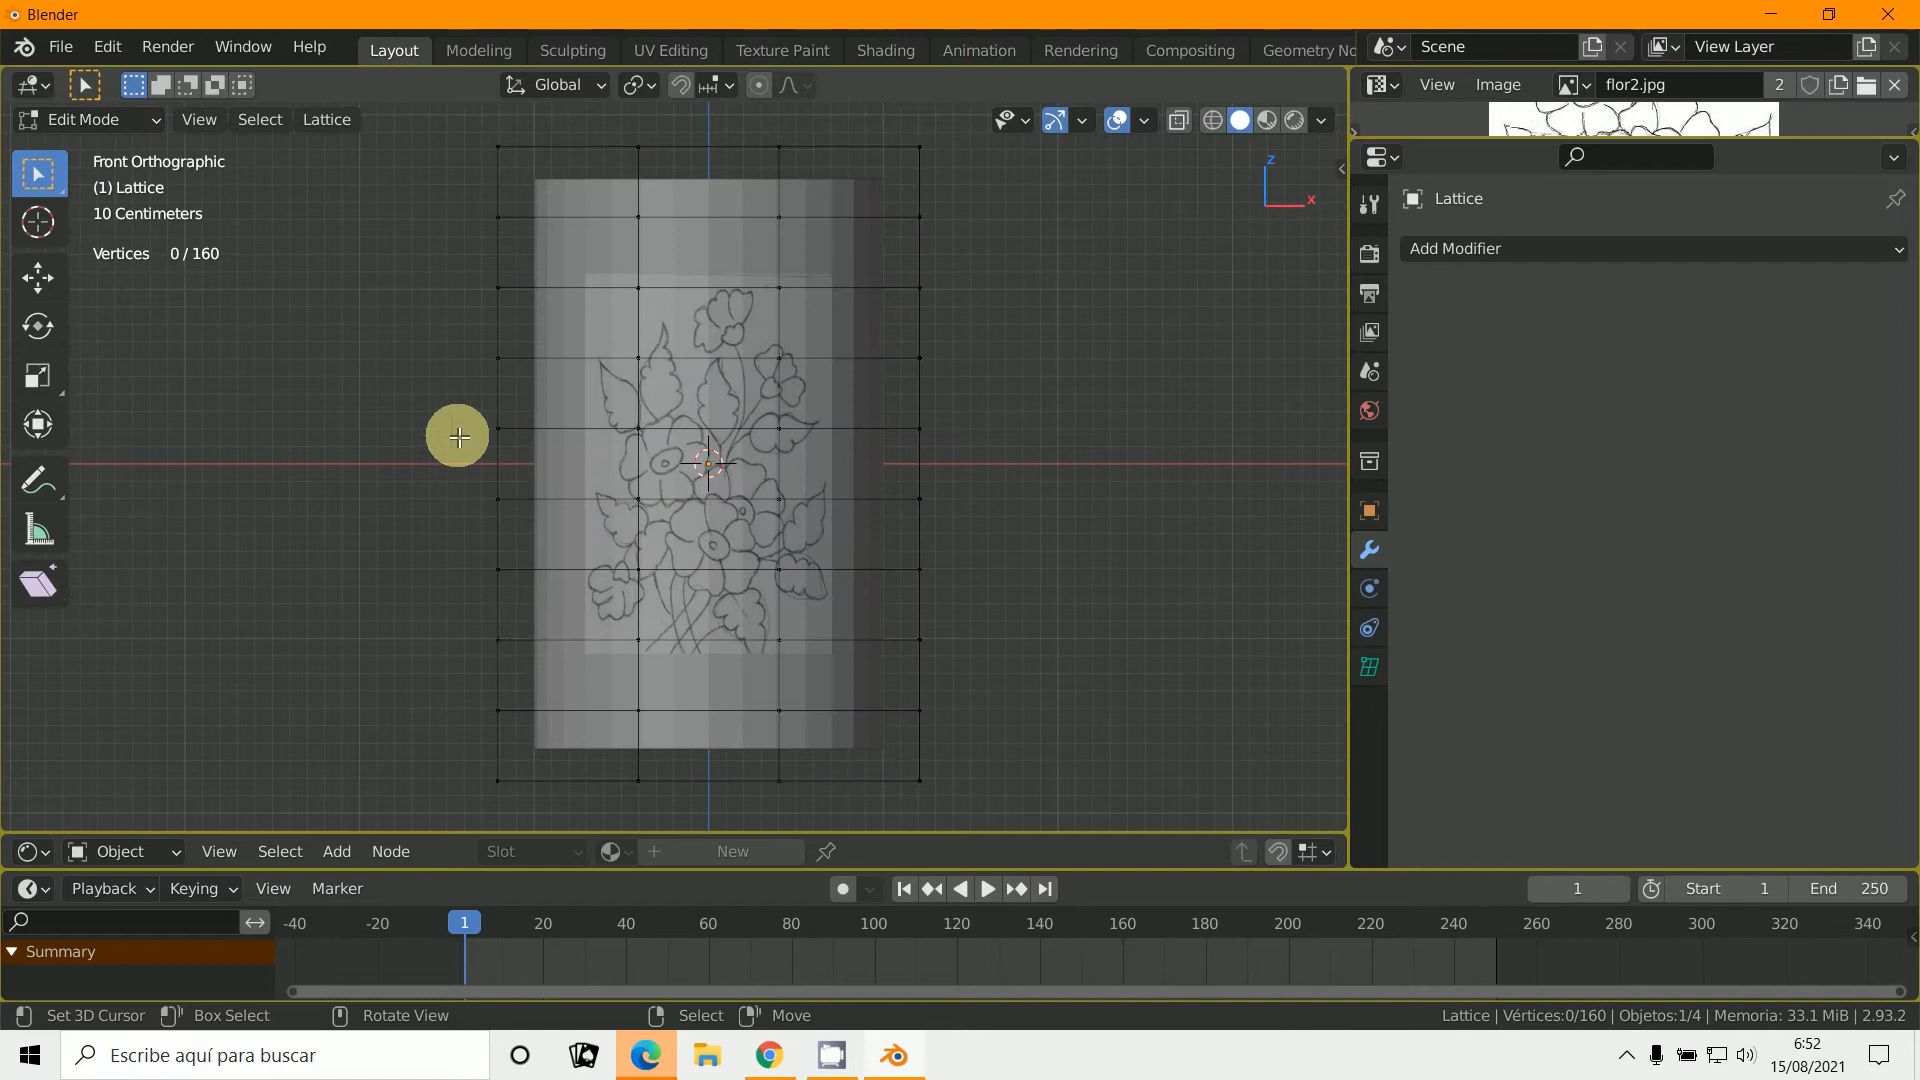 Blender
File Edit Render Window Help Layout Modeling Sculpting UV Editing Texture Paint Shading Animation Rendering Compositing Geometry No Scene View Layer
Global View Image flor2.jpg 2
Edit Mode View Select Lattice
Front Orthographic
(1) Lattice
10 Centimeters
Vertices 0 / 160
Z
X
Lattice
Add Modifier
Object View Select Add Node Slot New
Playback Keying View Marker 1 Start 1 End 250
-40 -20 1 20 40 60 80 100 120 140 160 180 200 220 240 260 280 300 320 340
Summary
Set 3D Cursor Box Select Rotate View Select Move Lattice | Vértices:0/160 | Objetos:1/4 | Memoria: 33.1 MiB | 2.93.2
Escribe aquí para buscar
6:52
15/08/2021